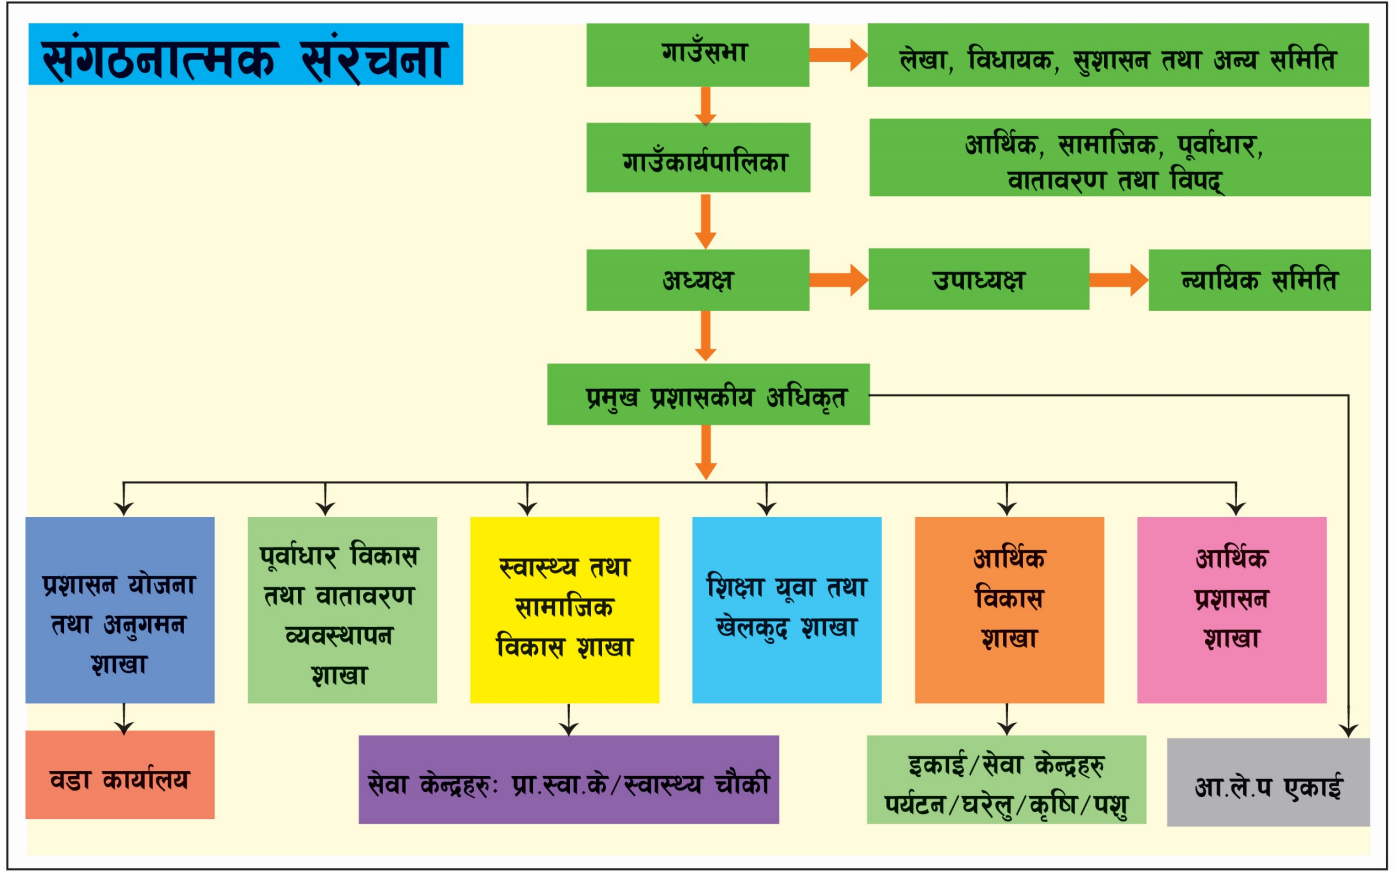 संगठनात्मक संरचना
गाउँसभा
लेखा, विधायक, सुशासन तथा अन्य समिति
गाउँकार्यपालिका
आर्थिक, सामाजिक, पूर्वाधार,
वातावरण तथा विपद्
अध्यक्ष
उपाध्यक्ष
न्यायिक समिति
प्रमुख प्रशासकीय अधिकृत
प्रशासन योजना
तथा अनुगमन
शाखा
पूर्वाधार विकास
तथा वातावरण
व्यवस्थापन
शाखा
स्वास्थ्य तथा
सामाजिक
विकास शाखा
शिक्षा यूवा तथा
खेलकुद शाखा
आर्थिक
विकास
शाखा
आर्थिक
प्रशासन
शाखा
वडा कार्यालय
सेवा केन्द्रहरुः प्रा.स्वा.के/स्वास्थ्य चौकी
इकाई/सेवा केन्द्रहरु
पर्यटन/घरेलु/कृषि/पशु
आ.ले.प एकाई